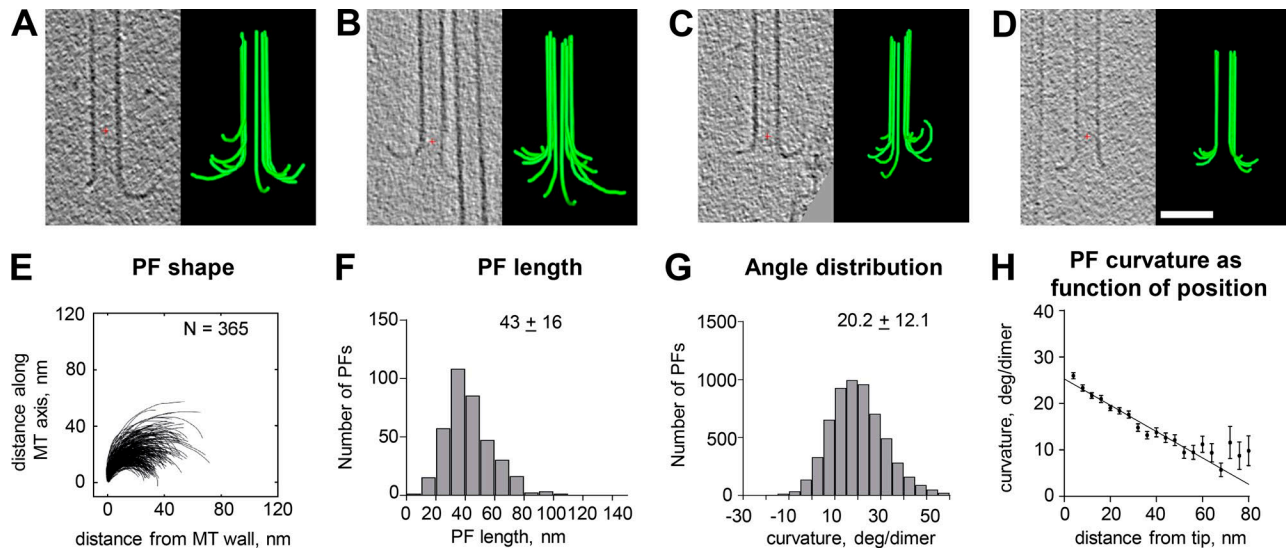 A
B
C
D
E PF shape
N = 365
120
80
40
0
distance along
MT axis, nm
0 40 80 120
distance from MT wall, nm
F PF length
43 ± 16
150
100
50
0
Number of PFs
0 20 40 60 80 100 120 140
PF length, nm
G Angle distribution
20.2 ± 12.1
1500
1000
500
0
Number of PFs
-30 -10 10 30 50
curvature, deg/dimer
H PF curvature as
function of position
40
30
20
10
0
curvature, deg/dimer
0 20 40 60 80
distance from tip, nm